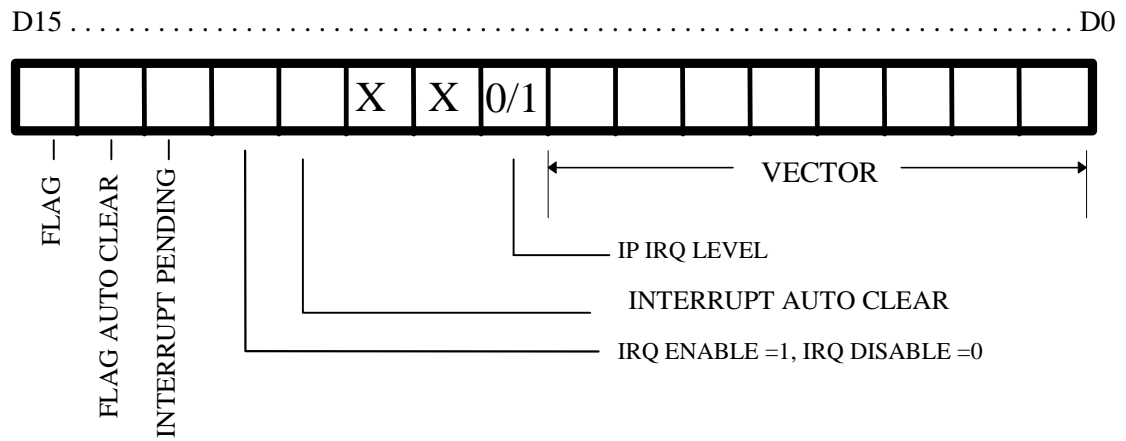 D15 . . . . . . . . . . . . . . . . . . . . . . . . . . . . . . . . . . . . . . . . . . . . . . . . . . . . . . . . . . . . . . . . . . . . . D0
X X 0/1
VECTOR
FLAG
FLAG AUTO CLEAR
INTERRUPT PENDING
IP IRQ LEVEL
INTERRUPT AUTO CLEAR
IRQ ENABLE =1, IRQ DISABLE =0